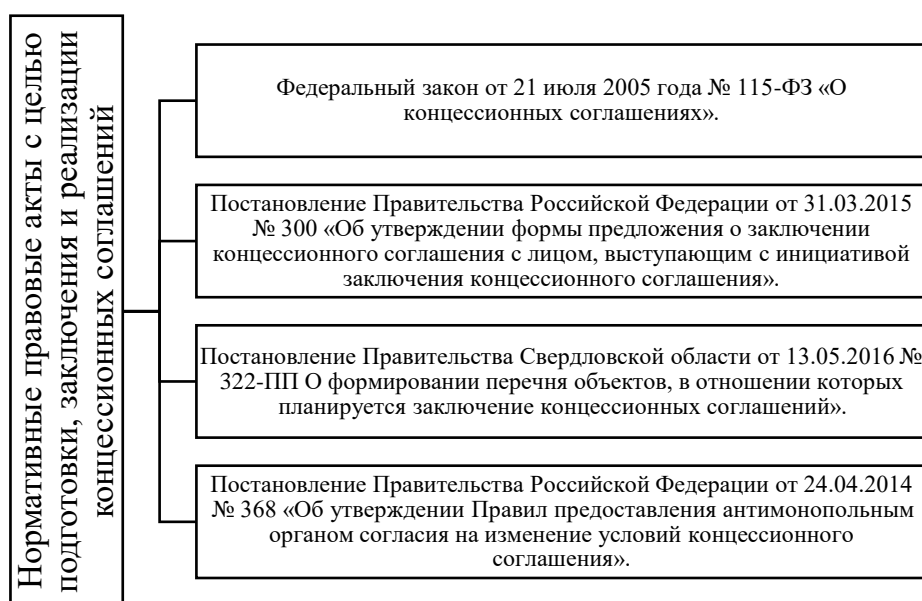 Нормативные правовые акты с целью
подготовки, заключения и реализации
концессионных соглашений
Федеральный закон от 21 июля 2005 года № 115-ФЗ «О
концессионных соглашениях».
Постановление Правительства Российской Федерации от 31.03.2015
№ 300 «Об утверждении формы предложения о заключении
концессионного соглашения с лицом, выступающим с инициативой
заключения концессионного соглашения».
Постановление Правительства Свердловской области от 13.05.2016 №
322-ПП О формировании перечня объектов, в отношении которых
планируется заключение концессионных соглашений».
Постановление Правительства Российской Федерации от 24.04.2014
№ 368 «Об утверждении Правил предоставления антимонопольным
органом согласия на изменение условий концессионного
соглашения».